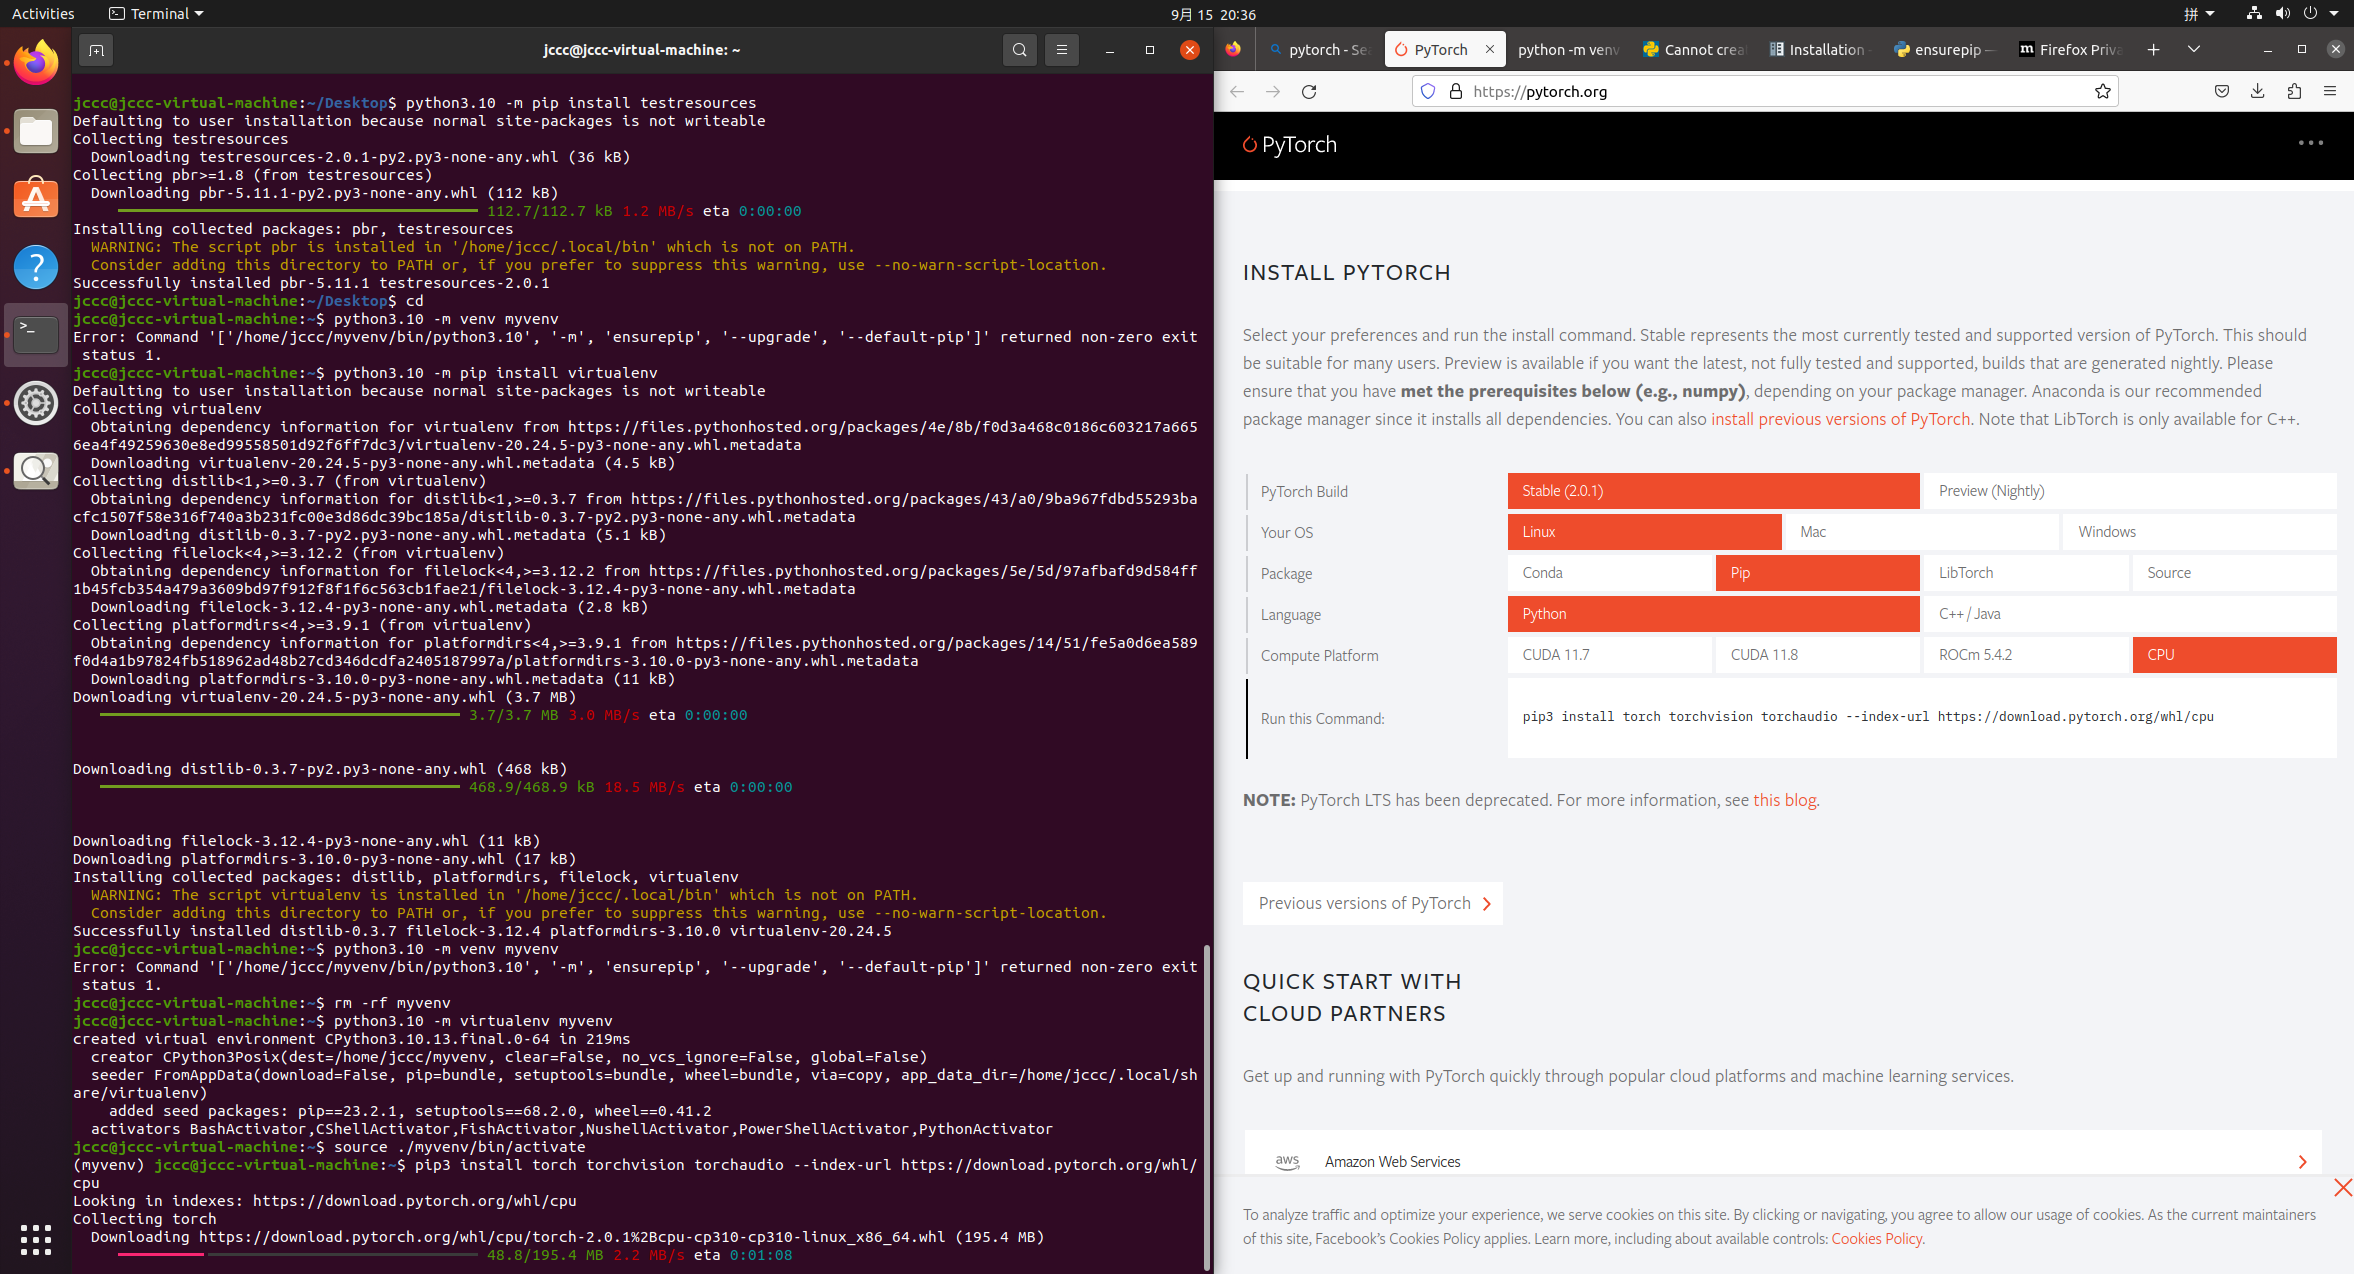 Activities
Terminal
9月 15 20:36
拼
jccc@jccc-virtual-machine: ~
jccc@jccc-virtual-machine:~/Desktop$ python3.10 -m pip install testresources
Defaulting to user installation because normal site-packages is not writeable
Collecting testresources
Downloading testresources-2.0.1-py2.py3-none-any.whl (36 kB)
Collecting pbr>=1.8 (from testresources)
Downloading pbr-5.11.1-py2.py3-none-any.whl (112 kB)
112.7/112.7 kB 1.2 MB/s eta 0:00:00
Installing collected packages: pbr, testresources
WARNING: The script pbr is installed in '/home/jccc/.local/bin' which is not on PATH.
Consider adding this directory to PATH or, if you prefer to suppress this warning, use --no-warn-script-location.
Successfully installed pbr-5.11.1 testresources-2.0.1
jccc@jccc-virtual-machine:~/Desktop$ cd
jccc@jccc-virtual-machine:~$ python3.10 -m venv myvenv
Error: Command '['/home/jccc/myvenv/bin/python3.10', '-m', 'ensurepip', '--upgrade', '--default-pip']' returned non-zero exit
status 1.
jccc@jccc-virtual-machine:~$ python3.10 -m pip install virtualenv
Defaulting to user installation because normal site-packages is not writeable
Collecting virtualenv
Obtaining dependency information for virtualenv from https://files.pythonhosted.org/packages/4e/8b/f0d3a468c0186c603217a665
6ea4f49259630e8ed99558501d92f6ff7dc3/virtualenv-20.24.5-py3-none-any.whl.metadata
Downloading virtualenv-20.24.5-py3-none-any.whl.metadata (4.5 kB)
Collecting distlib<1,>=0.3.7 (from virtualenv)
Obtaining dependency information for distlib<1,>=0.3.7 from https://files.pythonhosted.org/packages/43/a0/9ba967fdbd55293ba
cfc1507f58e316f740a3b231fc00e3d86dc39bc185a/distlib-0.3.7-py2.py3-none-any.whl.metadata
Downloading distlib-0.3.7-py2.py3-none-any.whl.metadata (5.1 kB)
Collecting filelock<4,>=3.12.2 (from virtualenv)
Obtaining dependency information for filelock<4,>=3.12.2 from https://files.pythonhosted.org/packages/5e/5d/97afbafd9d584ff
1b45fcb354a479a3609bd97f912f8f1f6c563cb1fae21/filelock-3.12.4-py3-none-any.whl.metadata
Downloading filelock-3.12.4-py3-none-any.whl.metadata (2.8 kB)
Collecting platformdirs<4,>=3.9.1 (from virtualenv)
Obtaining dependency information for platformdirs<4,>=3.9.1 from https://files.pythonhosted.org/packages/14/51/fe5a0d6ea589
f0d4a1b97824fb518962ad48b27cd346dcdfa2405187997a/platformdirs-3.10.0-py3-none-any.whl.metadata
Downloading platformdirs-3.10.0-py3-none-any.whl.metadata (11 kB)
Downloading virtualenv-20.24.5-py3-none-any.whl (3.7 MB)
3.7/3.7 MB 3.0 MB/s eta 0:00:00
Downloading distlib-0.3.7-py2.py3-none-any.whl (468 kB)
468.9/468.9 kB 18.5 MB/s eta 0:00:00
Downloading filelock-3.12.4-py3-none-any.whl (11 kB)
Downloading platformdirs-3.10.0-py3-none-any.whl (17 kB)
Installing collected packages: distlib, platformdirs, filelock, virtualenv
WARNING: The script virtualenv is installed in '/home/jccc/.local/bin' which is not on PATH.
Consider adding this directory to PATH or, if you prefer to suppress this warning, use --no-warn-script-location.
Successfully installed distlib-0.3.7 filelock-3.12.4 platformdirs-3.10.0 virtualenv-20.24.5
jccc@jccc-virtual-machine:~$ python3.10 -m venv myvenv
Error: Command '['/home/jccc/myvenv/bin/python3.10', '-m', 'ensurepip', '--upgrade', '--default-pip']' returned non-zero exit
status 1.
jccc@jccc-virtual-machine:~$ rm -rf myvenv
jccc@jccc-virtual-machine:~$ python3.10 -m virtualenv myvenv
created virtual environment CPython3.10.13.final.0-64 in 219ms
creator CPython3Posix(dest=/home/jccc/myvenv, clear=False, no_vcs_ignore=False, global=False)
seeder FromAppData(download=False, pip=bundle, setuptools=bundle, wheel=bundle, via=copy, app_data_dir=/home/jccc/.local/sh
are/virtualenv)
added seed packages: pip==23.2.1, setuptools==68.2.0, wheel==0.41.2
activators BashActivator,CShellActivator,FishActivator,NushellActivator,PowerShellActivator,PythonActivator
jccc@jccc-virtual-machine:~$ source ./myvenv/bin/activate
(myvenv) jccc@jccc-virtual-machine:~$ pip3 install torch torchvision torchaudio --index-url https://download.pytorch.org/whl/
cpu
Looking in indexes: https://download.pytorch.org/whl/cpu
Collecting torch
Downloading https://download.pytorch.org/whl/cpu/torch-2.0.1%2Bcpu-cp310-cp310-linux_x86_64.whl (195.4 MB)
48.8/195.4 MB 2.2 MB/s eta 0:01:08
pytorch - Se
PyTorch
python -m venv
Cannot crea
Installation
ensurepip —
Firefox Priva
https://pytorch.org
PyTorch
INSTALL PYTORCH
Select your preferences and run the install command. Stable represents the most currently tested and supported version of PyTorch. This should
be suitable for many users. Preview is available if you want the latest, not fully tested and supported, builds that are generated nightly. Please
ensure that you have met the prerequisites below (e.g., numpy), depending on your package manager. Anaconda is our recommended
package manager since it installs all dependencies. You can also install previous versions of PyTorch. Note that LibTorch is only available for C++.
PyTorch Build
Stable (2.0.1)
Preview (Nightly)
Your OS
Linux
Mac
Windows
Package
Conda
Pip
LibTorch
Source
Language
Python
C++ / Java
Compute Platform
CUDA 11.7
CUDA 11.8
ROCm 5.4.2
CPU
Run this Command:
pip3 install torch torchvision torchaudio --index-url https://download.pytorch.org/whl/cpu
NOTE: PyTorch LTS has been deprecated. For more information, see this blog.
Previous versions of PyTorch
QUICK START WITH
CLOUD PARTNERS
Get up and running with PyTorch quickly through popular cloud platforms and machine learning services.
aws
Amazon Web Services
To analyze traffic and optimize your experience, we serve cookies on this site. By clicking or navigating, you agree to allow our usage of cookies. As the current maintainers
of this site, Facebook's Cookies Policy applies. Learn more, including about available controls: Cookies Policy.